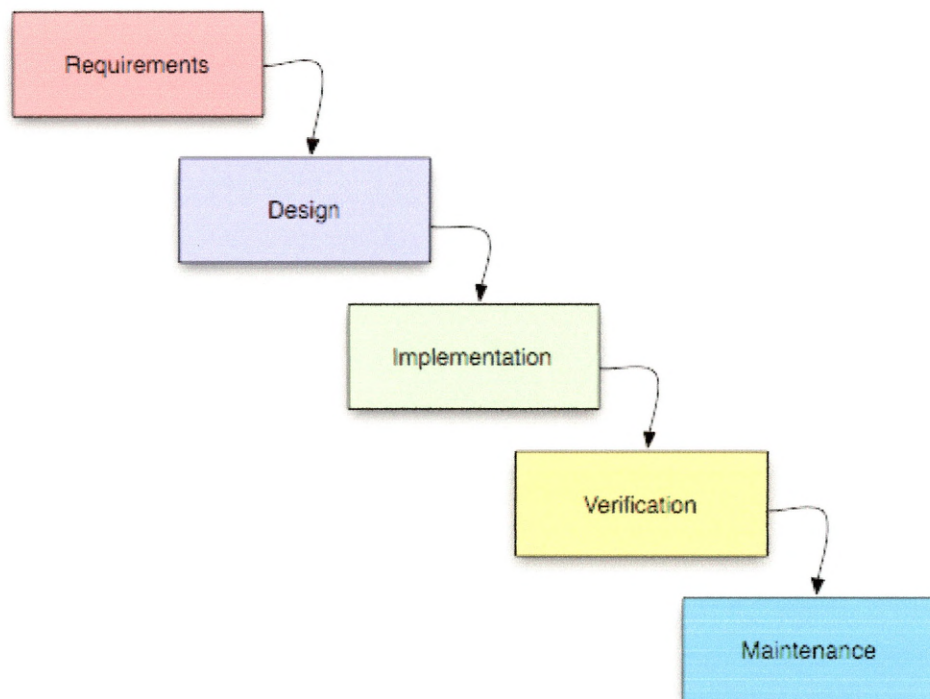 Requirements
Design
Implementation
Verification
Maintenance